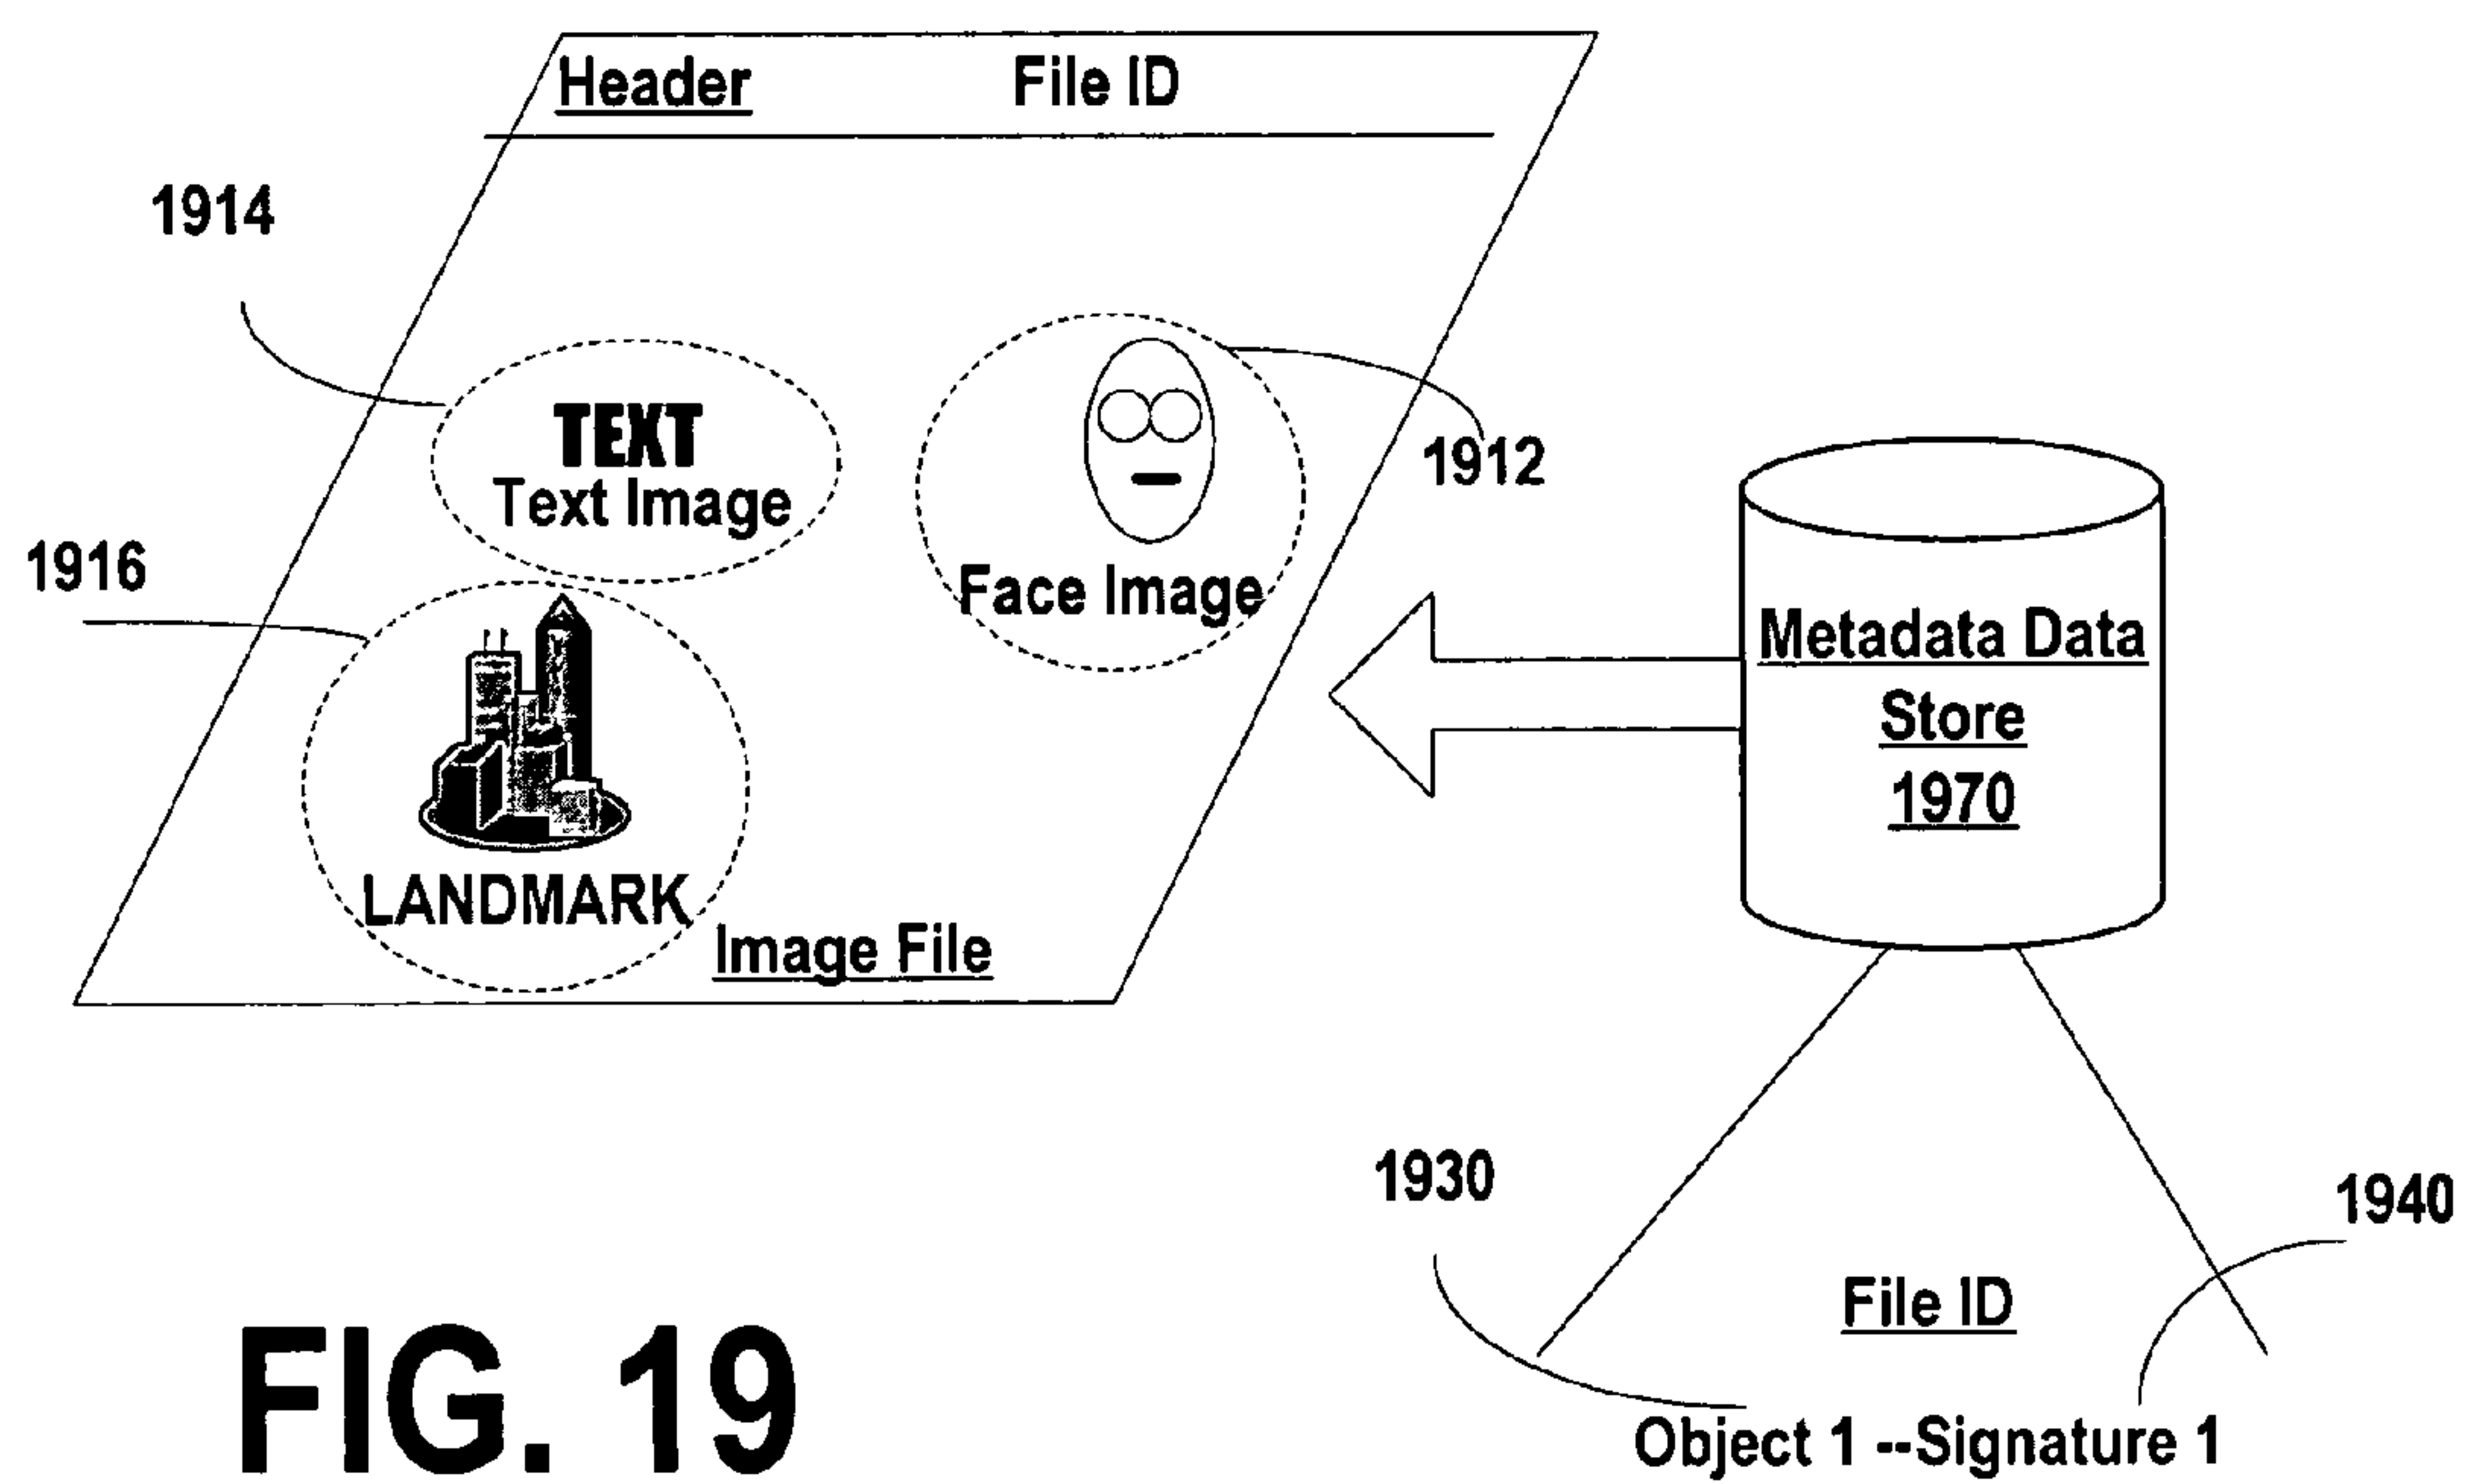 Header File ID
1914
TEXT
Text Image
1912
1916
Face Image
LANDMARK
Image File
Metadata Data
Store
1970
1930
1940
File ID
Object 1 --Signature 1
FIG. 19